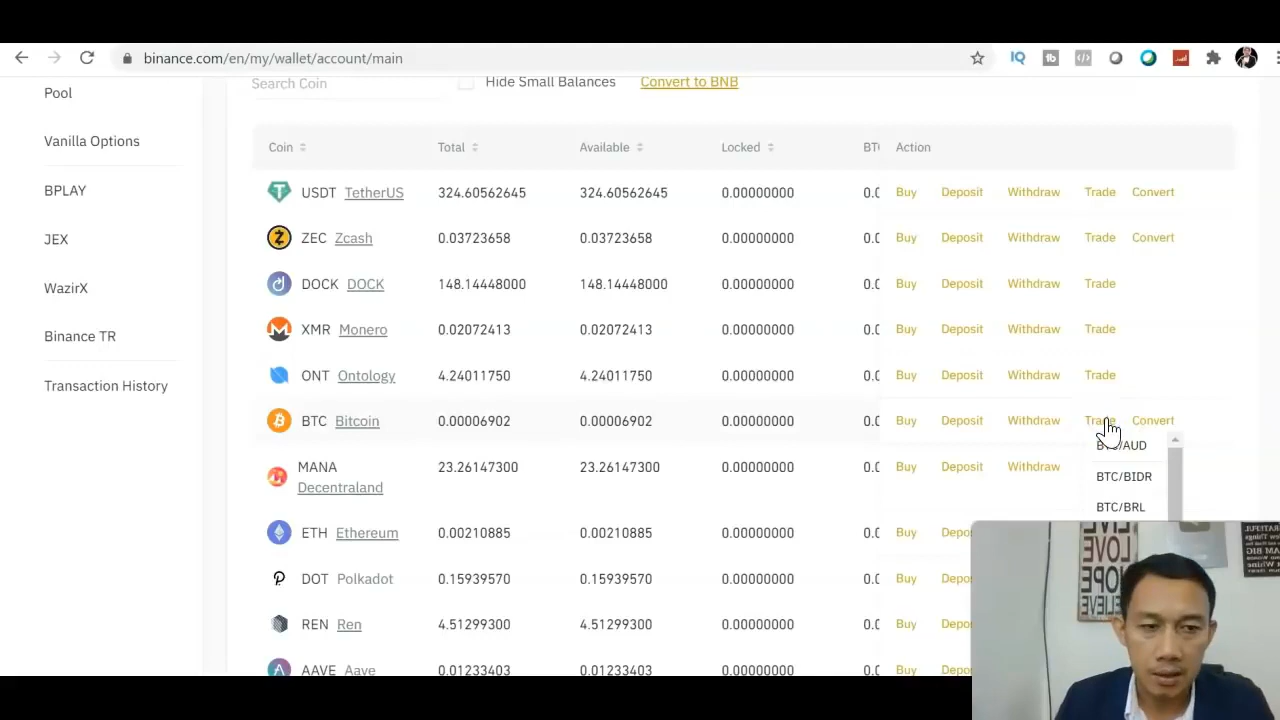 binance.com/en/my/wallet/account/main
Pool
Vanilla Options
BPLAY
JEX
WazirX
Binance TR
Transaction History
Search Coin Hide Small Balances Convert to BNB
Coin Total Available Locked Action
USDT TetherUS 324.60562645 324.60562645 0.00000000 Buy Deposit Withdraw Trade Convert
ZEC Zcash 0.03723658 0.03723658 0.00000000 Buy Deposit Withdraw Trade Convert
DOCK DOCK 148.14448000 148.14448000 0.00000000 Buy Deposit Withdraw Trade
XMR Monero 0.02072413 0.02072413 0.00000000 Buy Deposit Withdraw Trade
ONT Ontology 4.24011750 4.24011750 0.00000000 Buy Deposit Withdraw Trade
BTC Bitcoin 0.00006902 0.00006902 0.00000000 Buy Deposit Withdraw Trade Convert
BTC/AUD
BTC/BIDR
BTC/BRL
MANA 23.26147300 23.26147300 0.00000000 Buy Deposit Withdraw
Decentraland
ETH Ethereum 0.00210885 0.00210885 0.00000000 Buy
DOT Polkadot 0.15939570 0.15939570 0.00000000 Buy
REN Ren 4.51299300 4.51299300 0.00000000 Buy
AAVE Aave 0.01233403 0.01233403 0.00000000 Buy
LIVE
LOVE
HOPE
BELIEVE